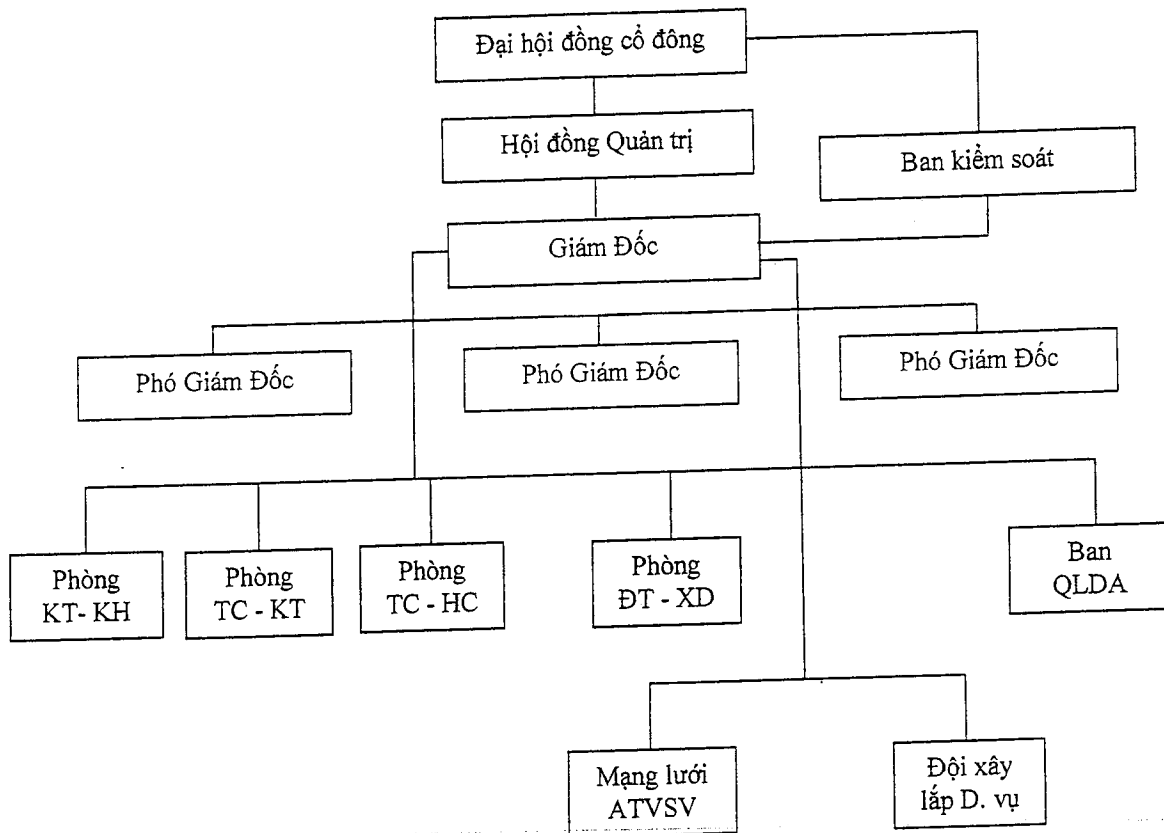 Đại hội đồng cổ đông
Hội đồng Quản trị
Ban kiểm soát
Giám Đốc
Phó Giám Đốc
Phó Giám Đốc
Phó Giám Đốc
Phòng
KT- KH
Phòng
TC - KT
Phòng
TC - HC
Phòng
ĐT - XD
Ban
QLDA
Mạng lưới
ATVSV
Đội xây
lắp D. vụ